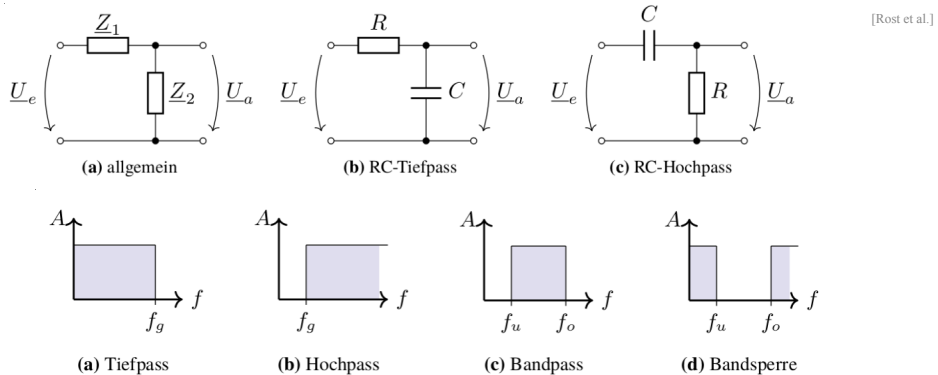 C
[Rost et al.]
Z1 R
Ue Z2 Ua Ue C Ua Ue R Ua
(a) allgemein (b) RC-Tiefpass (c) RC-Hochpass
A A A A
f f f f
fg fg fu fo fu fo
(a) Tiefpass (b) Hochpass (c) Bandpass (d) Bandsperre